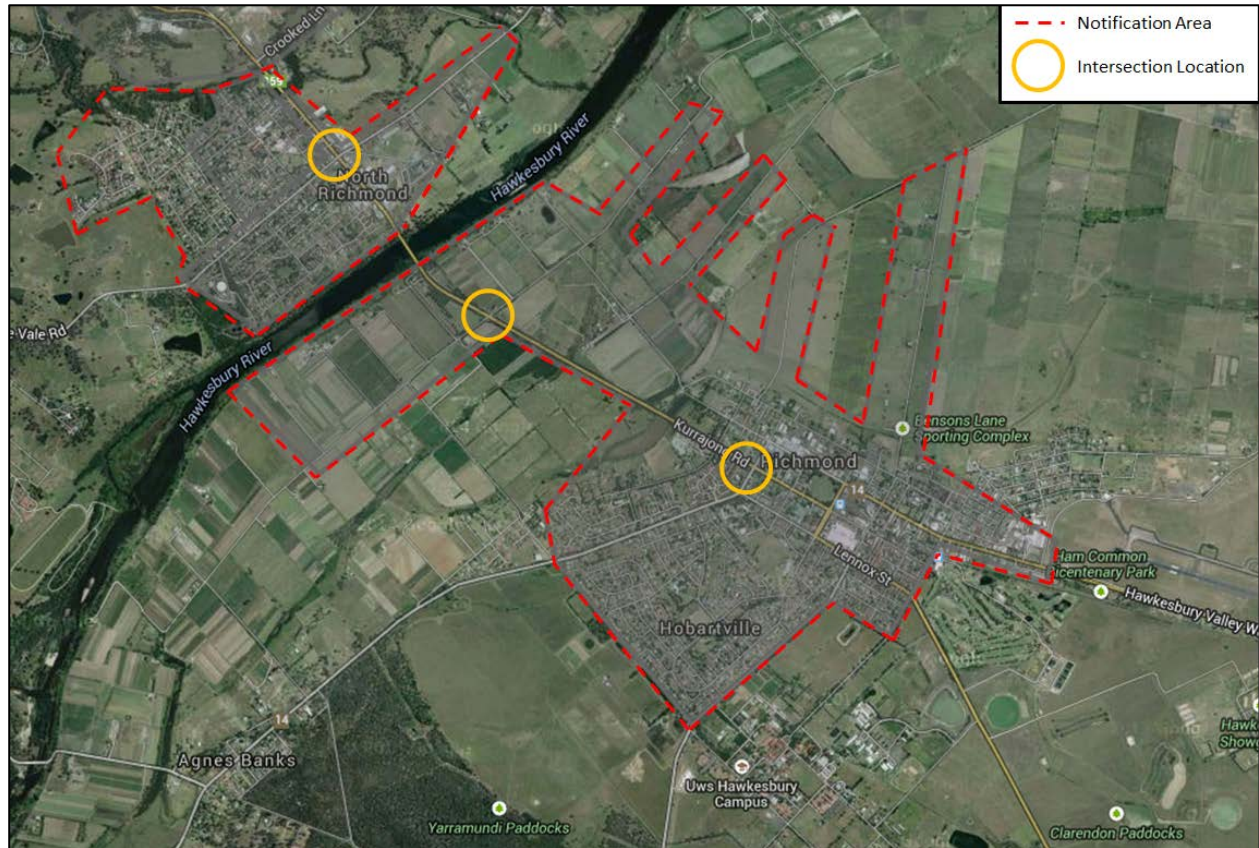 Notification Area
Intersection Location
Crooked Ln
North
Richmond
Hawkesbury River
Hawkesbury River
e Vale Rd
Kurrajong Rd
Richmond
Bensons Lane
Sporting Complex
14
Lennox St
Ham Common
Bicentenary Park
Hawkesbury Valley W
Hobartville
14
Agnes Banks
Uws Hawkesbury
Campus
Yarramundi Paddocks
Clarendon Paddocks
Hawk
Show